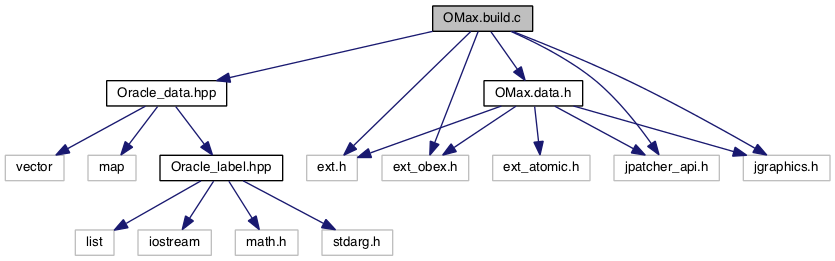 OMax.build.c
Oracle_data.hpp
OMax.data.h
vector
map
Oracle_label.hpp
ext.h
ext_obex.h
ext_atomic.h
jpatcher_api.h
jgraphics.h
list
iostream
math.h
stdarg.h